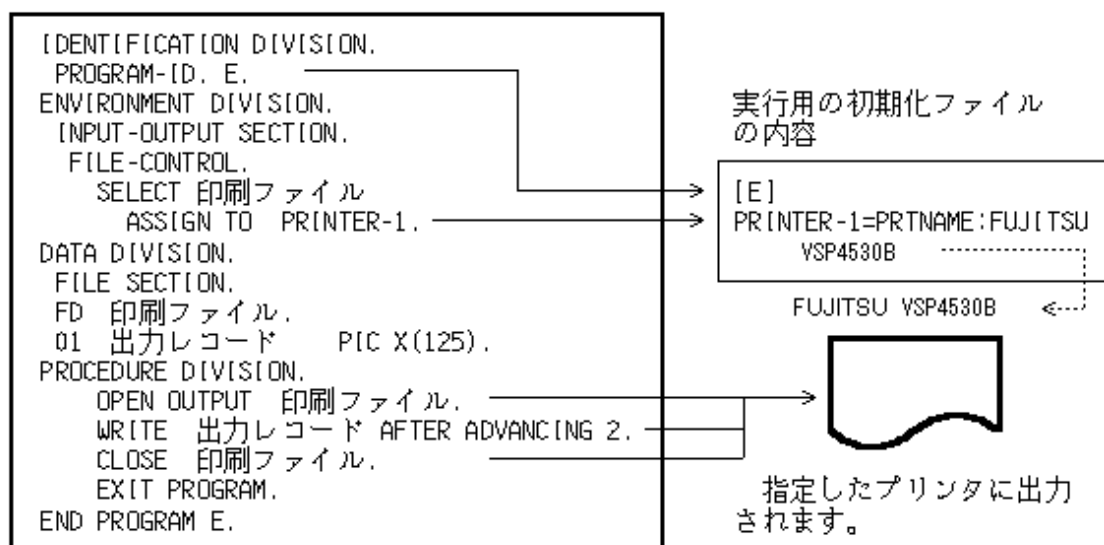 IDENTIFICATION DIVISION.
PROGRAM-ID. E.
ENVIRONMENT DIVISION.
INPUT-OUTPUT SECTION.
FILE-CONTROL.
SELECT 印刷ファイル
ASSIGN TO PRINTER-1.
DATA DIVISION.
FILE SECTION.
FD 印刷ファイル.
01 出力レコード PIC X(125).
PROCEDURE DIVISION.
OPEN OUTPUT 印刷ファイル.
WRITE 出力レコード AFTER ADVANCING 2.
CLOSE 印刷ファイル.
EXIT PROGRAM.
END PROGRAM E.
実行用の初期化ファイル
の内容
[E]
PRINTER-1=PRTNAME:FUJITSU
VSP4530B
FUJITSU VSP4530B
指定したプリンタに出力
されます。